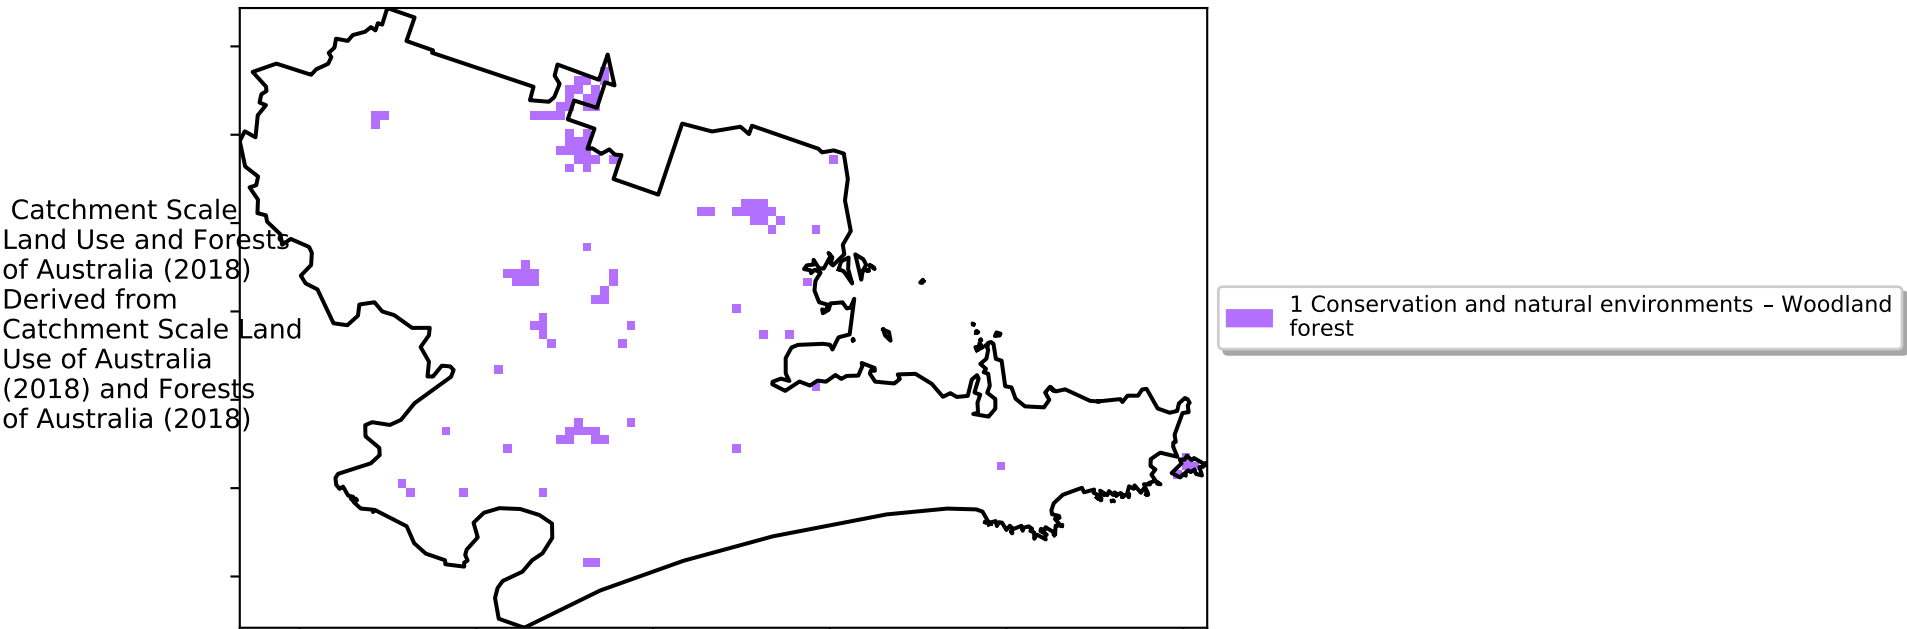 Catchment Scale
Land Use and Forests
of Australia (2018)
Derived from
Catchment Scale Land
Use of Australia
(2018) and Forests
of Australia (2018)
1 Conservation and natural environments – Woodland
forest